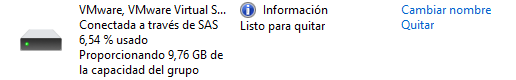 VMware, VMware Virtual S...
Conectada a través de SAS
6,54 % usado
Proporcionando 9,76 GB de
la capacidad del grupo
Información
Listo para quitar
Cambiar nombre
Quitar